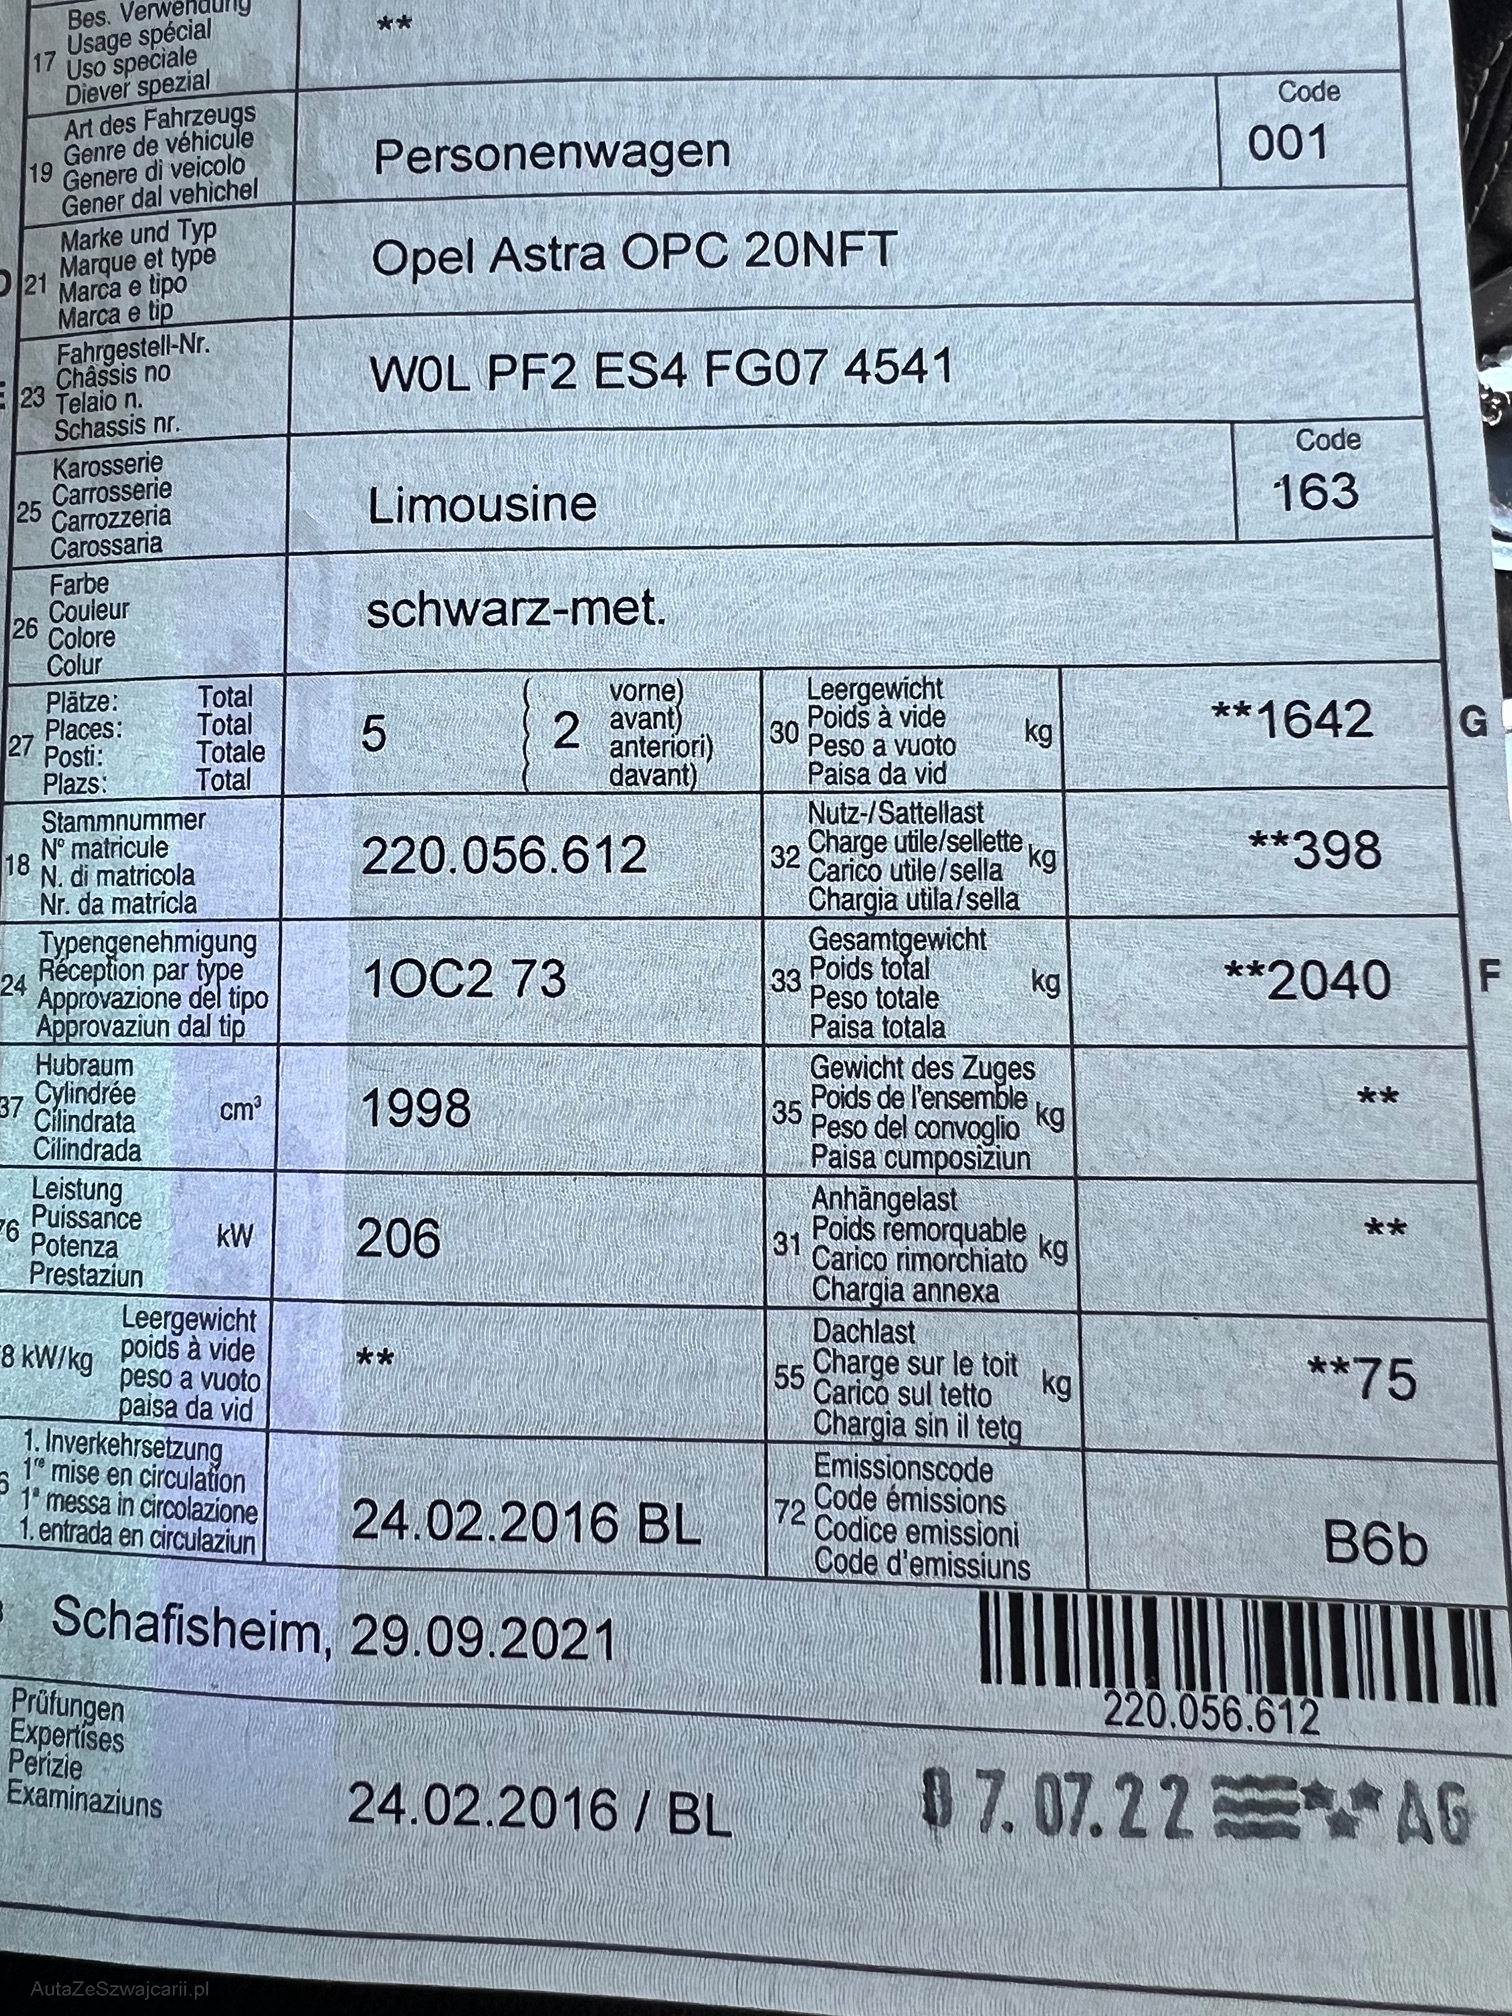 17 Bes. Verwendung
Usage spécial
Uso speciale
Diever spezial
**
19 Art des Fahrzeugs
Genre de véhicule
Genere di veicolo
Gener dal vehichel
Personenwagen
Code
001
D 21 Marke und Typ
Marque et type
Marca e tipo
Marca e tip
Opel Astra OPC 20NFT
E 23 Fahrgestell-Nr.
Châssis no
Telaio n.
Schassis nr.
W0L PF2 ES4 FG07 4541
25 Karosserie
Carrosserie
Carrozzeria
Carossaria
Limousine
Code
163
26 Farbe
Couleur
Colore
Colur
schwarz-met.
27 Plätze: Total
Places: Total
Posti: Totale
Plazs: Total
5
( 2 vorne)
( avant)
( anteriori)
( davant)
30 Leergewicht
Poids à vide
Peso a vuoto
Paisa da vid
kg
**1642
G
18 Stammnummer
N° matricule
N. di matricola
Nr. da matricla
220.056.612
32 Nutz-/Sattellast
Charge utile/sellette
Carico utile/sella
Chargia utila/sella
kg
**398
24 Typengenehmigung
Réception par type
Approvazione del tipo
Approvaziun dal tip
1OC2 73
33 Gesamtgewicht
Poids total
Peso totale
Paisa totala
kg
**2040
F
37 Hubraum
Cylindrée
Cilindrata
Cilindrada
cm³
1998
35 Gewicht des Zuges
Poids de l'ensemble
Peso del convoglio
Paisa cumposiziun
kg
**
76 Leistung
Puissance
Potenza
Prestaziun
kW
206
31 Anhängelast
Poids remorquable
Carico rimorchiato
Chargia annexa
kg
**
8 kW/kg
Leergewicht
poids à vide
peso a vuoto
paisa da vid
**
55 Dachlast
Charge sur le toit
Carico sul tetto
Chargia sin il tetg
kg
**75
6 1. Inverkehrsetzung
1re mise en circulation
1a messa in circolazione
1. entrada en circulaziun
24.02.2016 BL
72 Emissionscode
Code émissions
Codice emissioni
Code d'emissiuns
B6b
Schafisheim, 29.09.2021
220.056.612
Prüfungen
Expertises
Perizie
Examinaziuns
24.02.2016 / BL
07.07.22 AG
AutaZeSzwajcarii.pl